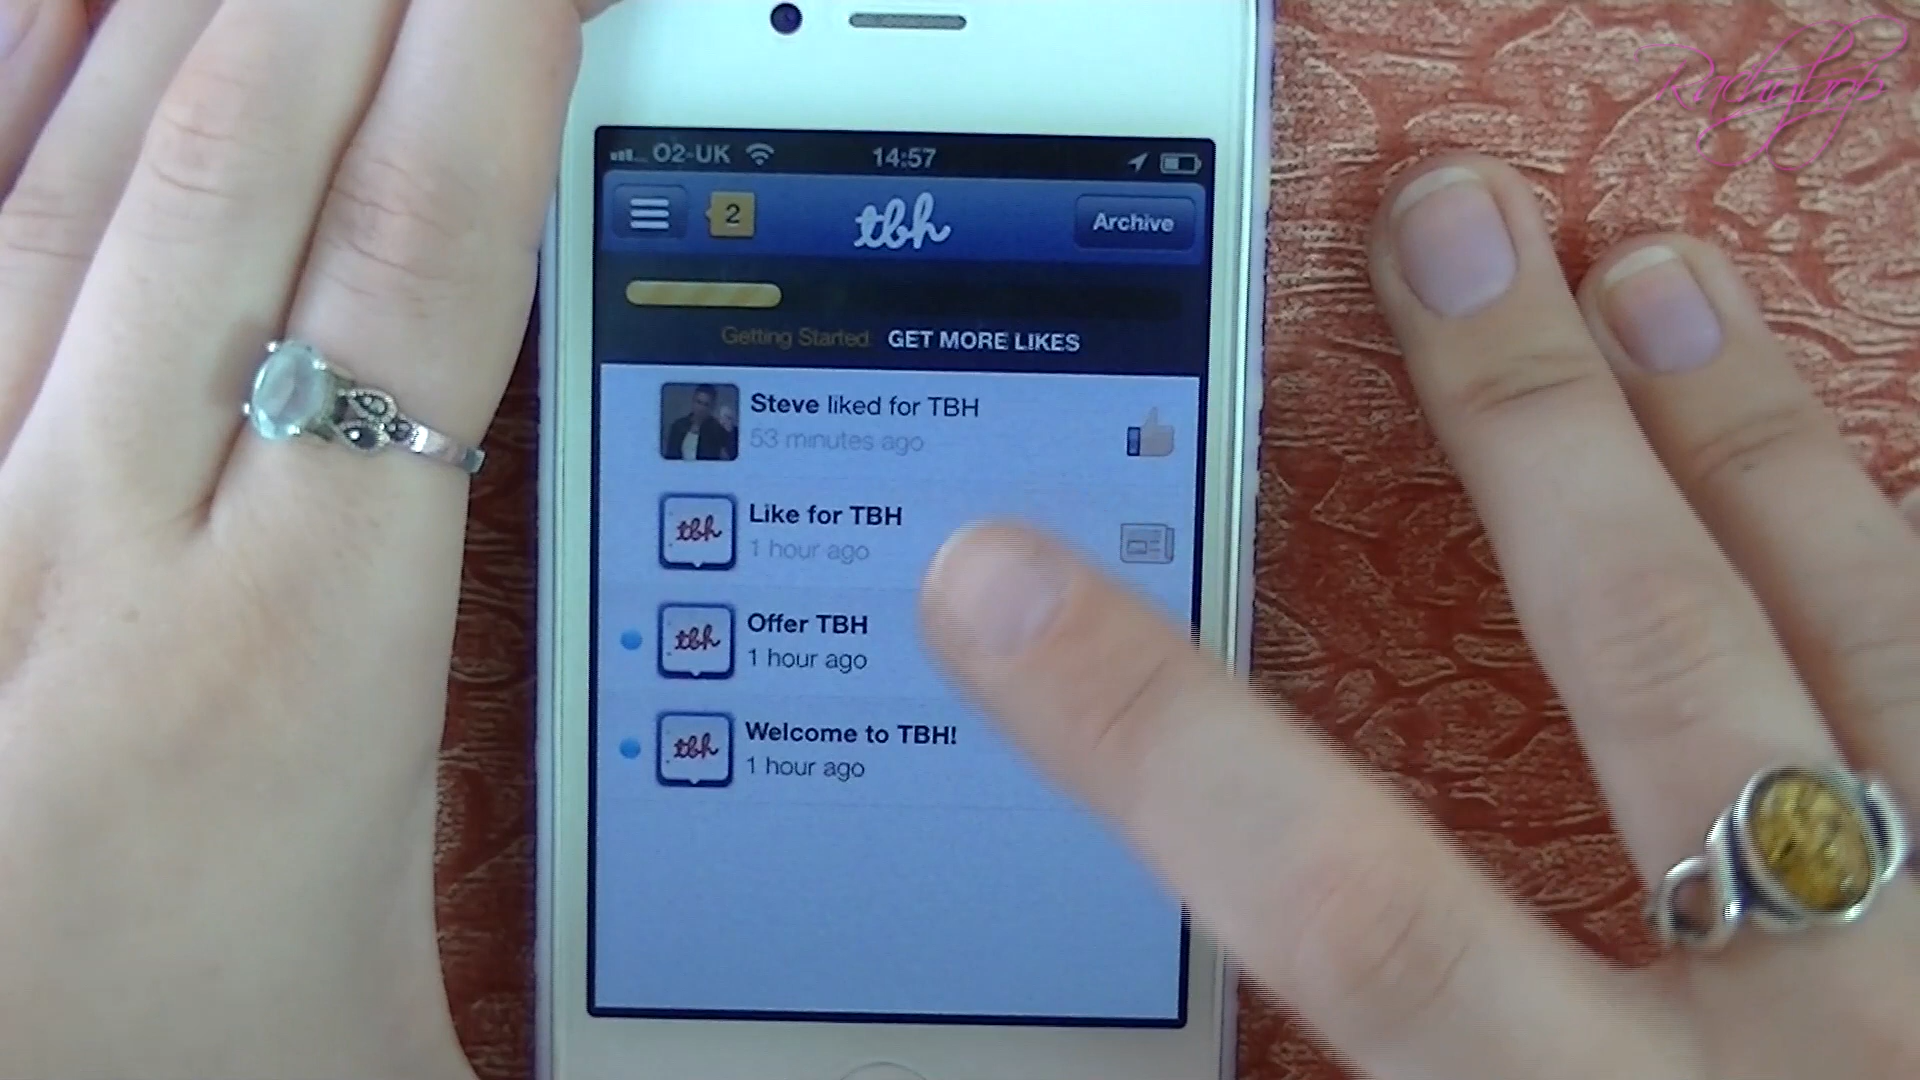 RachyLoop
O2-UK 14:57
2 tbh Archive
Getting Started GET MORE LIKES
Steve liked for TBH
53 minutes ago
Like for TBH
1 hour ago
tbh
Offer TBH
1 hour ago
tbh
Welcome to TBH!
1 hour ago
tbh